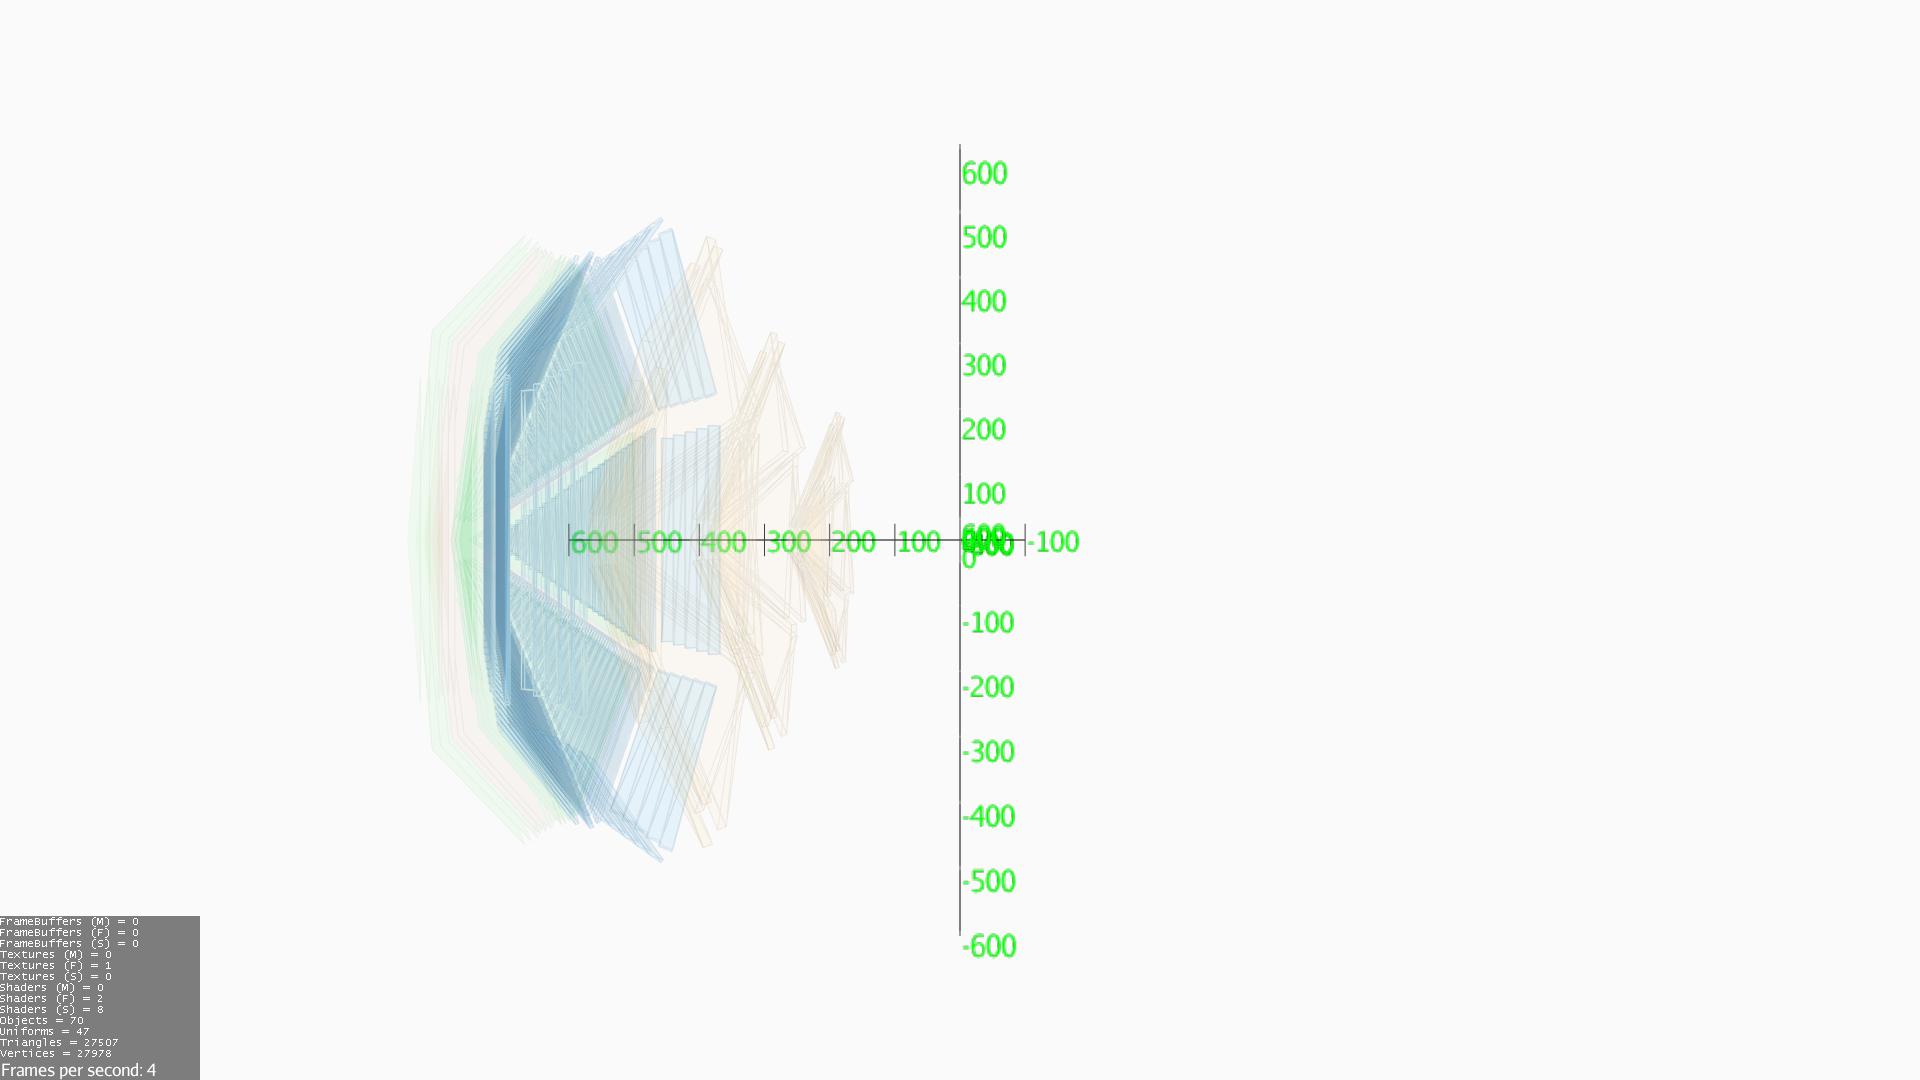 600
500
400
300
200
100
600 500 400 300 200 100 -100
0
-100
-200
-300
-400
-500
-600
FrameBuffers (M) = 0
FrameBuffers (F) = 0
FrameBuffers (S) = 0
Textures (M) = 0
Textures (F) = 1
Textures (S) = 0
Shaders (M) = 0
Shaders (F) = 2
Shaders (S) = 8
Objects = 70
Uniforms = 47
Triangles = 27507
Vertices = 27978
Frames per second: 4